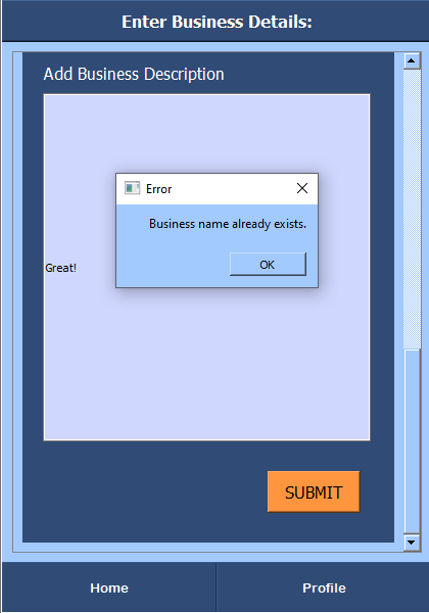 Enter Business Details:
Add Business Description
Error
Business name already exists.
OK
Great!
SUBMIT
Home
Profile